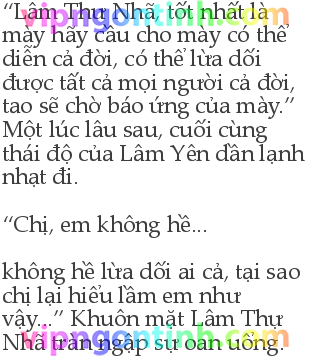 “Lâm Thư Nhã, tốt nhất là
mày hãy cầu cho mày có thể
diễn cả đời, có thể lừa dối
được tất cả mọi người cả đời,
tao sẽ chờ báo ứng của mày.”
Một lúc lâu sau, cuối cùng
thái độ của Lâm Yên dần lạnh
nhạt đi.
“Chị, em không hề...
không hề lừa dối ai cả, tại sao
chị lại hiểu lầm em như
vậy...” Khuôn mặt Lâm Thư
Nhã tràn ngập sự oan uổng.
vipngontinh.com
vipngontinh.com